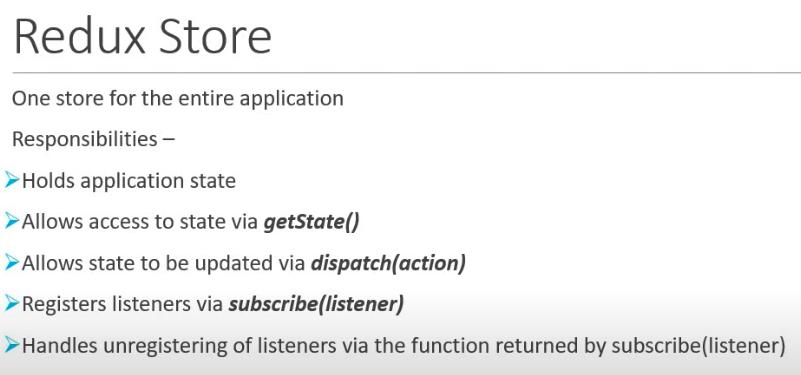 Redux Store
One store for the entire application
Responsibilities –
➢Holds application state
➢Allows access to state via getState()
➢Allows state to be updated via dispatch(action)
➢Registers listeners via subscribe(listener)
➢Handles unregistering of listeners via the function returned by subscribe(listener)